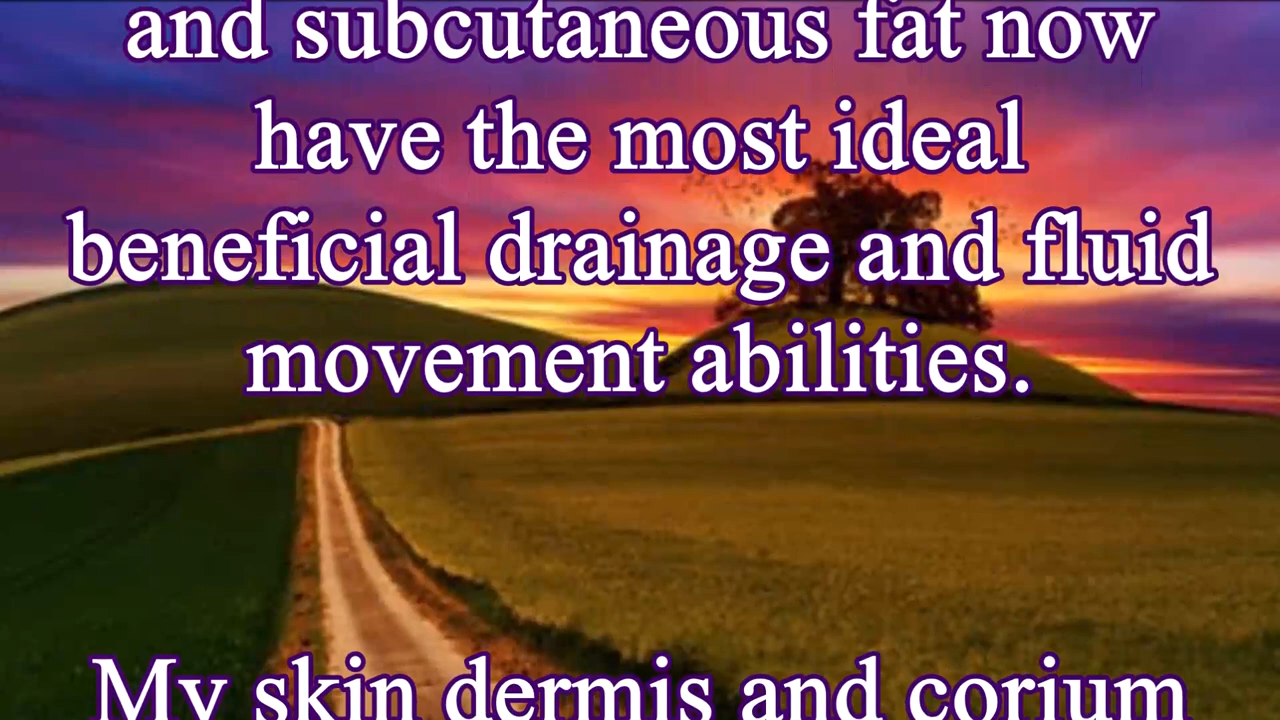 and subcutaneous fat now
have the most ideal
beneficial drainage and fluid
movement abilities.
My skin dermis and corium